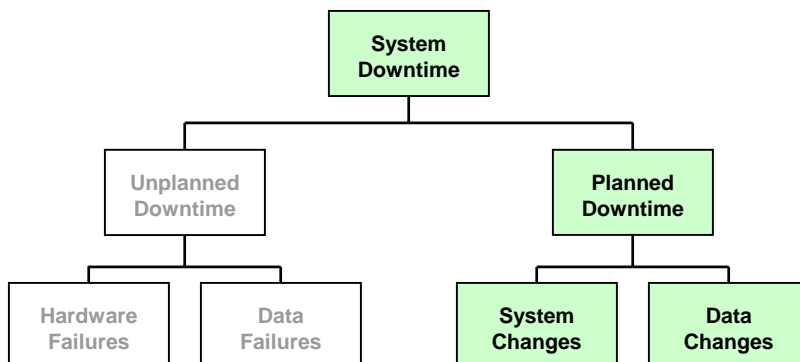 System
Downtime
Unplanned
Downtime
Planned
Downtime
Hardware
Failures
Data
Failures
System
Changes
Data
Changes